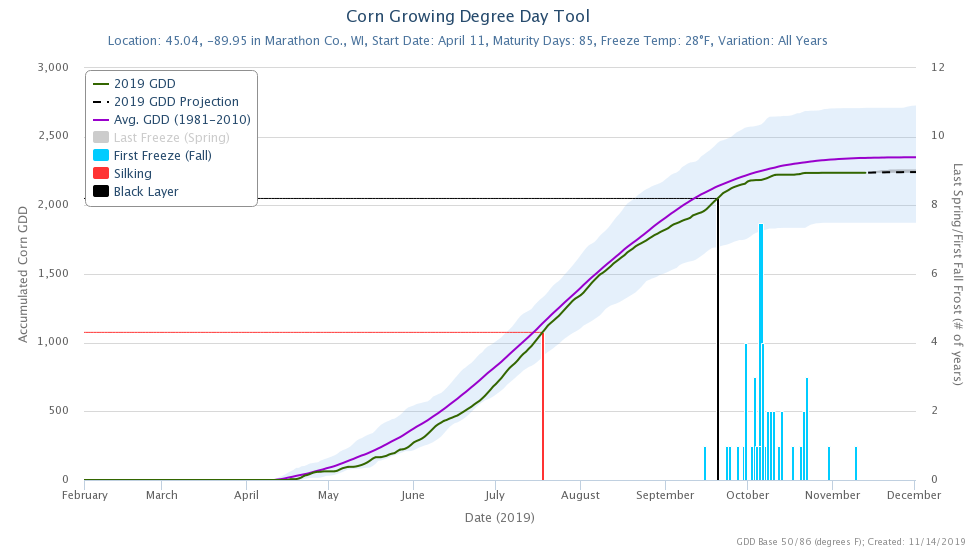 Corn Growing Degree Day Tool
Location: 45.04, -89.95 in Marathon Co., WI, Start Date: April 11, Maturity Days: 85, Freeze Temp: 28°F, Variation: All Years
3,000
2,500
2,000
1,500
1,000
500
0
Accumulated Corn GDD
2019 GDD
2019 GDD Projection
Avg. GDD (1981-2010)
Last Freeze (Spring)
First Freeze (Fall)
Silking
Black Layer
12
10
8
6
4
2
0
Last Spring/First Fall Frost (# of years)
February March April May June July August September October November December
Date (2019)
GDD Base 50/86 (degrees F); Created: 11/14/2019